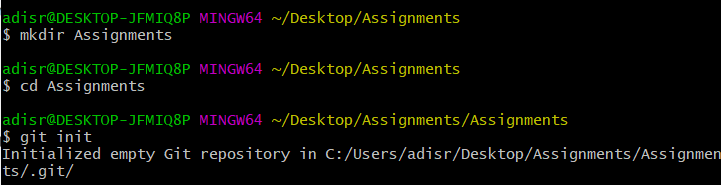 adisr@DESKTOP-JFMIQ8P MINGW64 ~/Desktop/Assignments
$ mkdir Assignments
adisr@DESKTOP-JFMIQ8P MINGW64 ~/Desktop/Assignments
$ cd Assignments
adisr@DESKTOP-JFMIQ8P MINGW64 ~/Desktop/Assignments/Assignments
$ git init
Initialized empty Git repository in C:/Users/adisr/Desktop/Assignments/Assignmen
ts/.git/